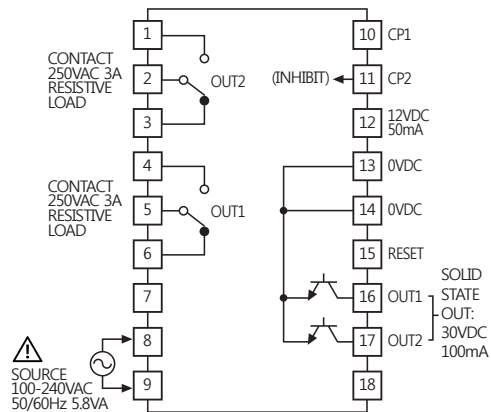 1
CONTACT
250VAC 3A
RESISTIVE
LOAD
2
OUT2
3
4
CONTACT
250VAC 3A
RESISTIVE
LOAD
5
OUT1
6
7
8
SOURCE
100-240VAC
50/60Hz 5.8VA
9
10 CP1
(INHIBIT) 11 CP2
12 12VDC
50mA
13 0VDC
14 0VDC
15 RESET
16 OUT1
17 OUT2
SOLID
STATE
OUT:
30VDC
100mA
18